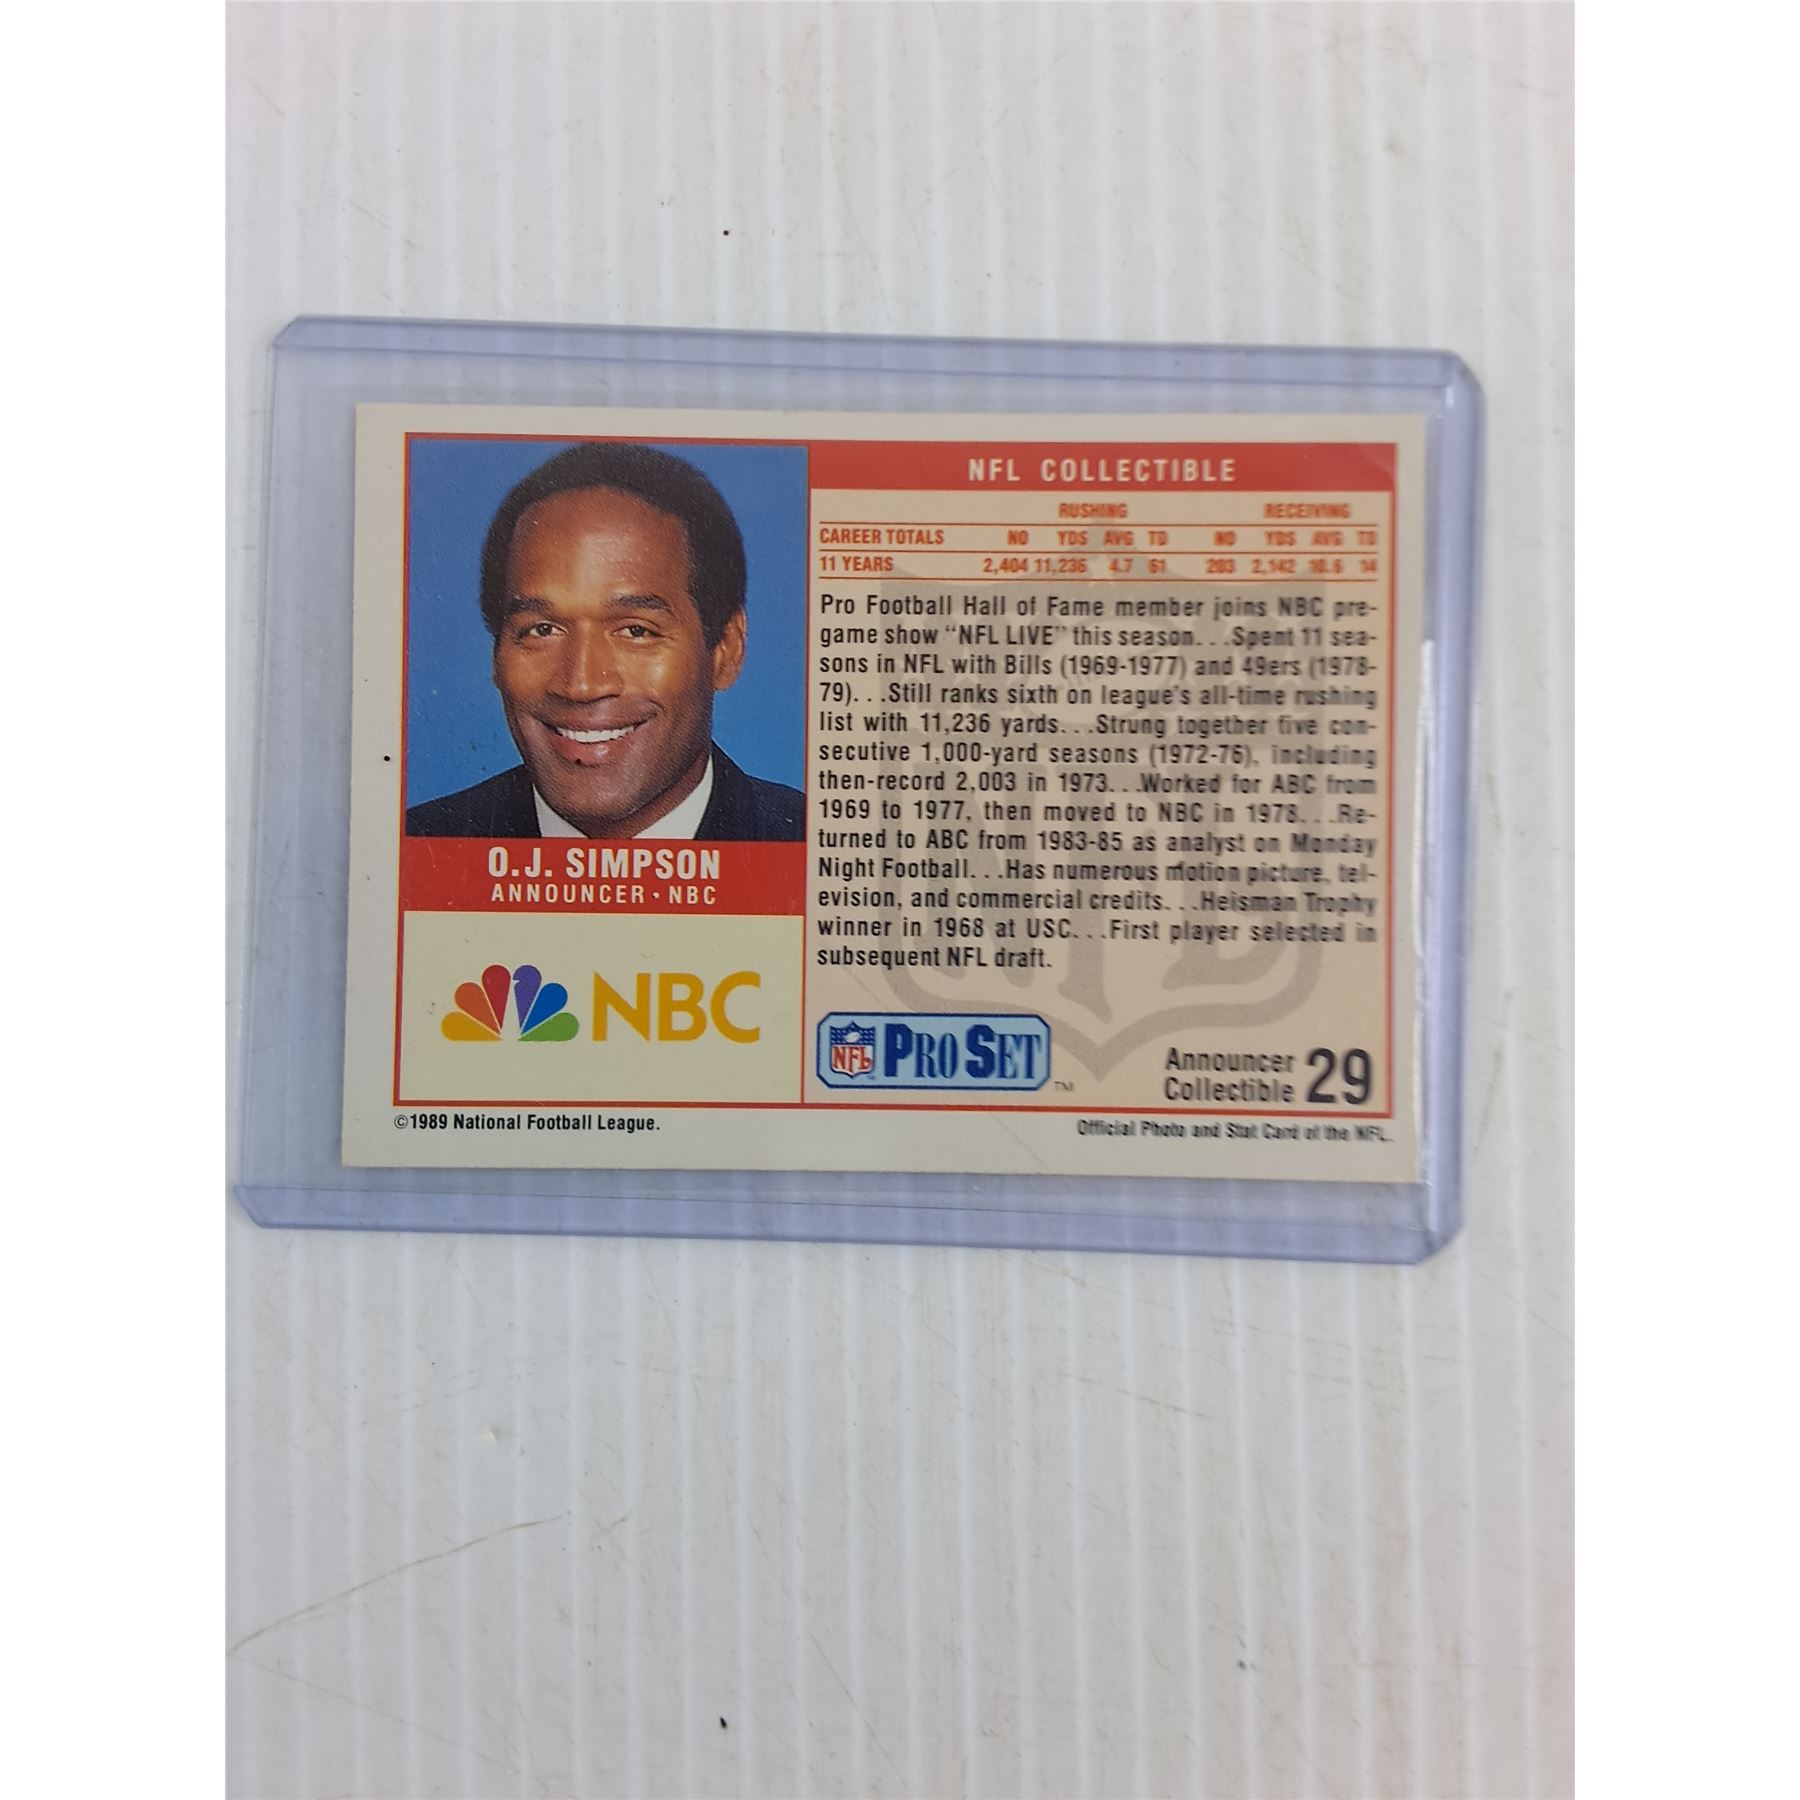 NFL COLLECTIBLE
RUSHING RECEIVING
CAREER TOTALS NO YDS AVG TD NO YDS AVG TD
11 YEARS 2,404 11,236 4.7 61 203 2,142 10.6 14
Pro Football Hall of Fame member joins NBC pre-
game show "NFL LIVE" this season. . .Spent 11 sea-
sons in NFL with Bills (1969-1977) and 49ers (1978-
79). . .Still ranks sixth on league's all-time rushing
list with 11,236 yards. . .Strung together five con-
secutive 1,000-yard seasons (1972-76), including
then-record 2,003 in 1973. . .Worked for ABC from
1969 to 1977, then moved to NBC in 1978. . .Re-
turned to ABC from 1983-85 as analyst on Monday
Night Football. . .Has numerous motion picture, tel-
evision, and commercial credits. . .Heisman Trophy
winner in 1968 at USC. . .First player selected in
subsequent NFL draft.
O.J. SIMPSON
ANNOUNCER • NBC
NBC
NFL PRO SET TM
Announcer
Collectible 29
©1989 National Football League.
Official Photo and Stat Card of the NFL.